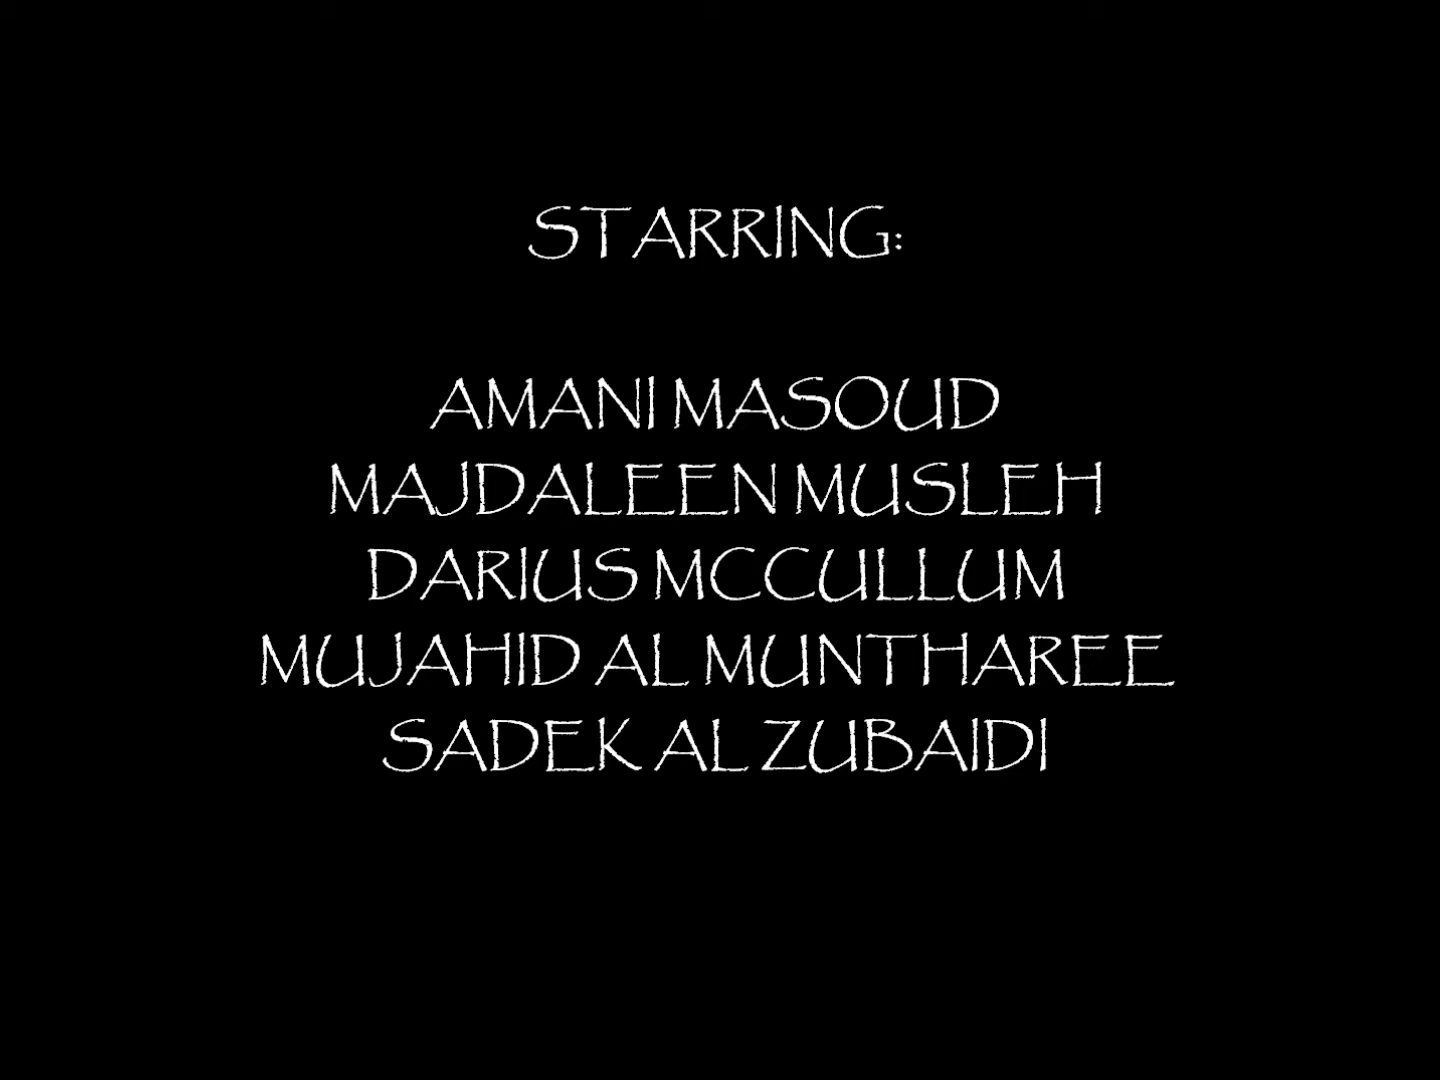 STARRING:
AMANI MASOUD
MAJDALEEN MUSLEH
DARIUS MCCULLUM
MUJAHID AL MUNTHAREE
SADEK AL ZUBAIDI